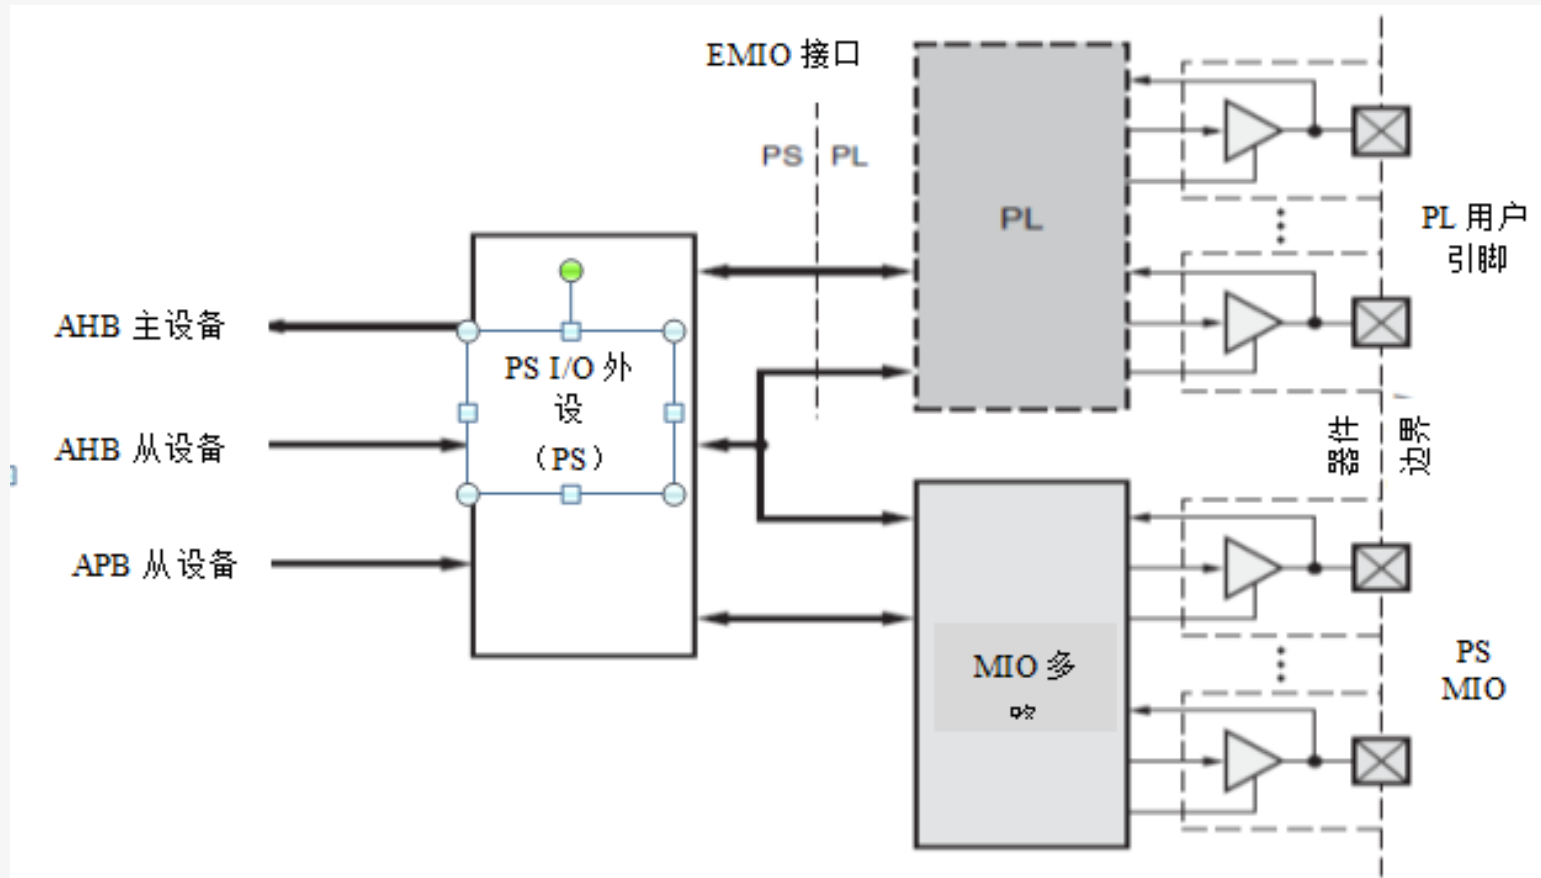 EMIO 接口
PS
PL
PL
PL 用户
引脚
AHB 主设备
PS I/O 外
设
（PS）
AHB 从设备
APB 从设备
器件
边界
MIO 多
PS
MIO